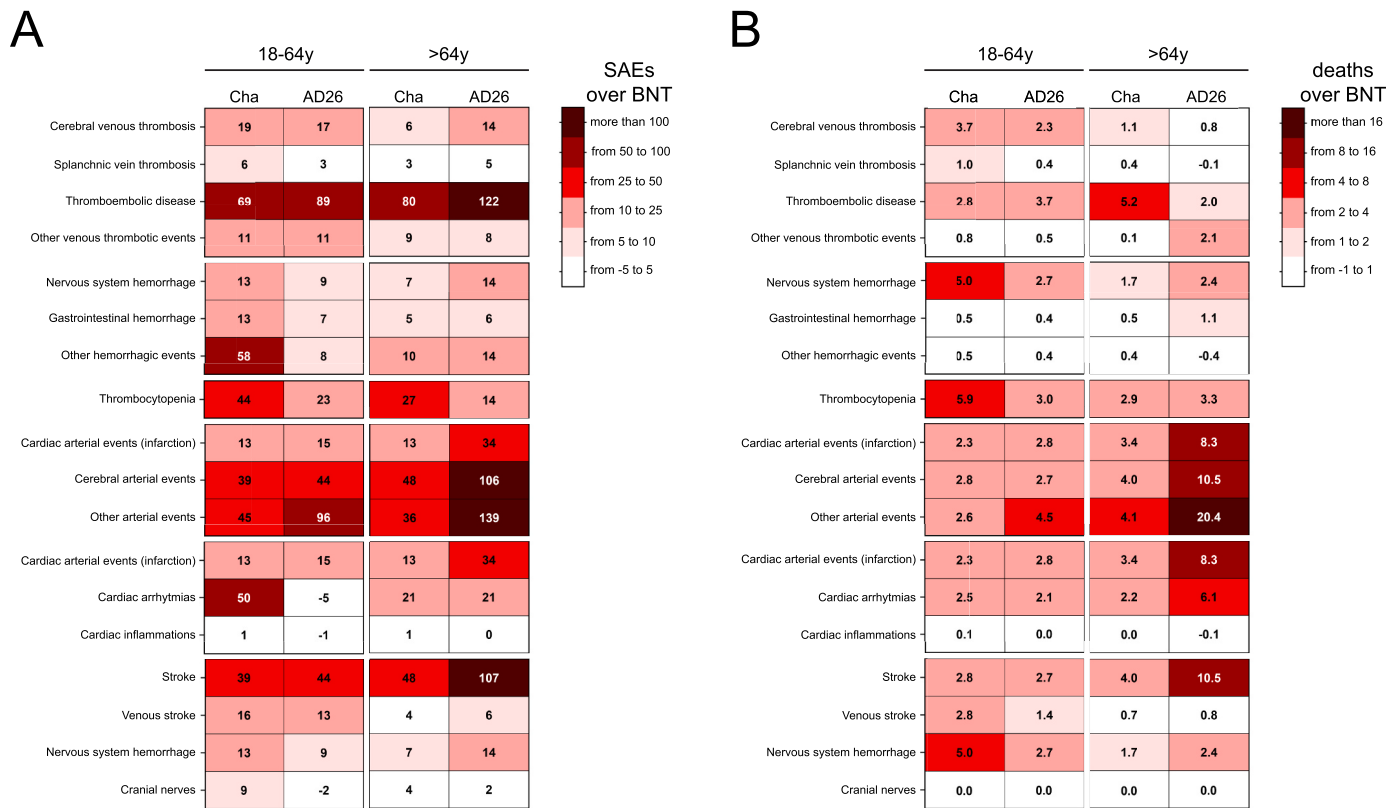 A
18-64y >64y
SAEs
over BNT
Cha AD26 Cha AD26
more than 100
from 50 to 100
from 25 to 50
from 10 to 25
from 5 to 10
from -5 to 5
Cerebral venous thrombosis 19 17 6 14
Splanchnic vein thrombosis 6 3 3 5
Thromboembolic disease 69 89 80 122
Other venous thrombotic events 11 11 9 8
Nervous system hemorrhage 13 9 7 14
Gastrointestinal hemorrhage 13 7 5 6
Other hemorrhagic events 58 8 10 14
Thrombocytopenia 44 23 27 14
Cardiac arterial events (infarction) 13 15 13 34
Cerebral arterial events 39 44 48 106
Other arterial events 45 96 36 139
Cardiac arterial events (infarction) 13 15 13 34
Cardiac arrhytmias 50 -5 21 21
Cardiac inflammations 1 -1 1 0
Stroke 39 44 48 107
Venous stroke 16 13 4 6
Nervous system hemorrhage 13 9 7 14
Cranial nerves 9 -2 4 2
B
18-64y >64y
deaths
over BNT
Cha AD26 Cha AD26
more than 16
from 8 to 16
from 4 to 8
from 2 to 4
from 1 to 2
from -1 to 1
Cerebral venous thrombosis 3.7 2.3 1.1 0.8
Splanchnic vein thrombosis 1.0 0.4 0.4 -0.1
Thromboembolic disease 2.8 3.7 5.2 2.0
Other venous thrombotic events 0.8 0.5 0.1 2.1
Nervous system hemorrhage 5.0 2.7 1.7 2.4
Gastrointestinal hemorrhage 0.5 0.4 0.5 1.1
Other hemorrhagic events 0.5 0.4 0.4 -0.4
Thrombocytopenia 5.9 3.0 2.9 3.3
Cardiac arterial events (infarction) 2.3 2.8 3.4 8.3
Cerebral arterial events 2.8 2.7 4.0 10.5
Other arterial events 2.6 4.5 4.1 20.4
Cardiac arterial events (infarction) 2.3 2.8 3.4 8.3
Cardiac arrhytmias 2.5 2.1 2.2 6.1
Cardiac inflammations 0.1 0.0 0.0 -0.1
Stroke 2.8 2.7 4.0 10.5
Venous stroke 2.8 1.4 0.7 0.8
Nervous system hemorrhage 5.0 2.7 1.7 2.4
Cranial nerves 0.0 0.0 0.0 0.0